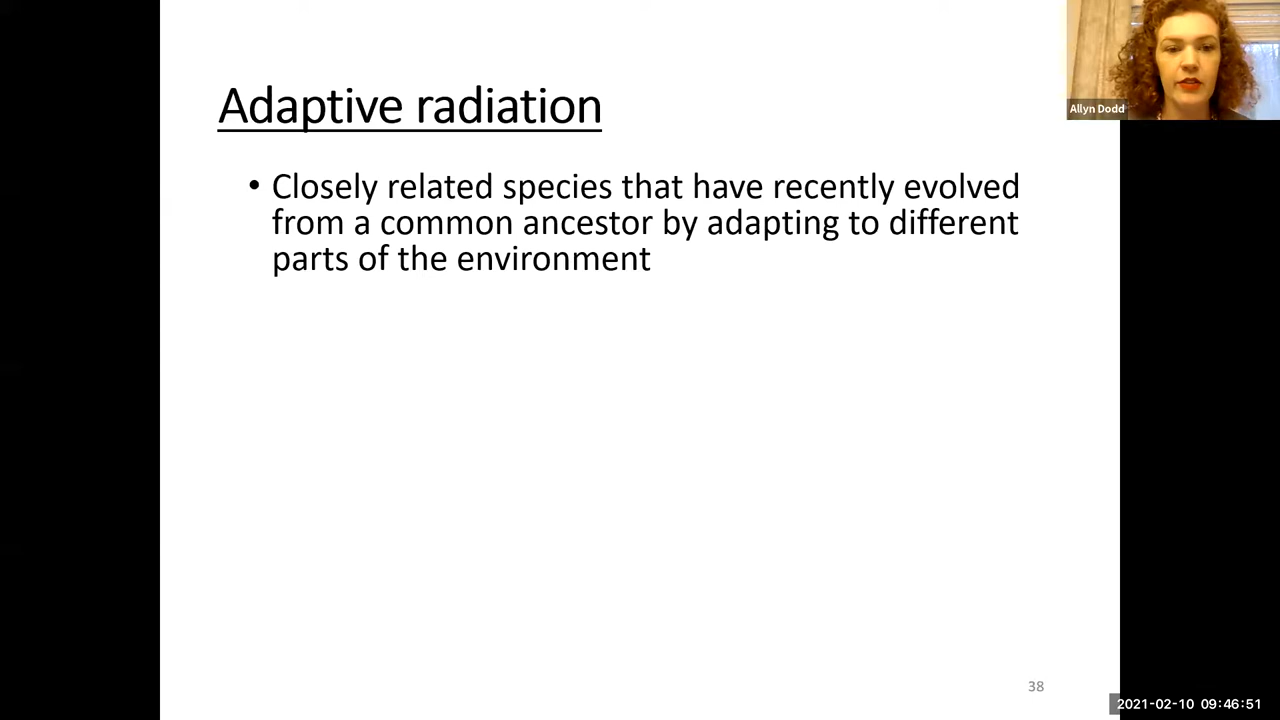 Adaptive radiation
Allyn Dodd
• Closely related species that have recently evolved
from a common ancestor by adapting to different
parts of the environment
38
2021-02-10 09:46:51